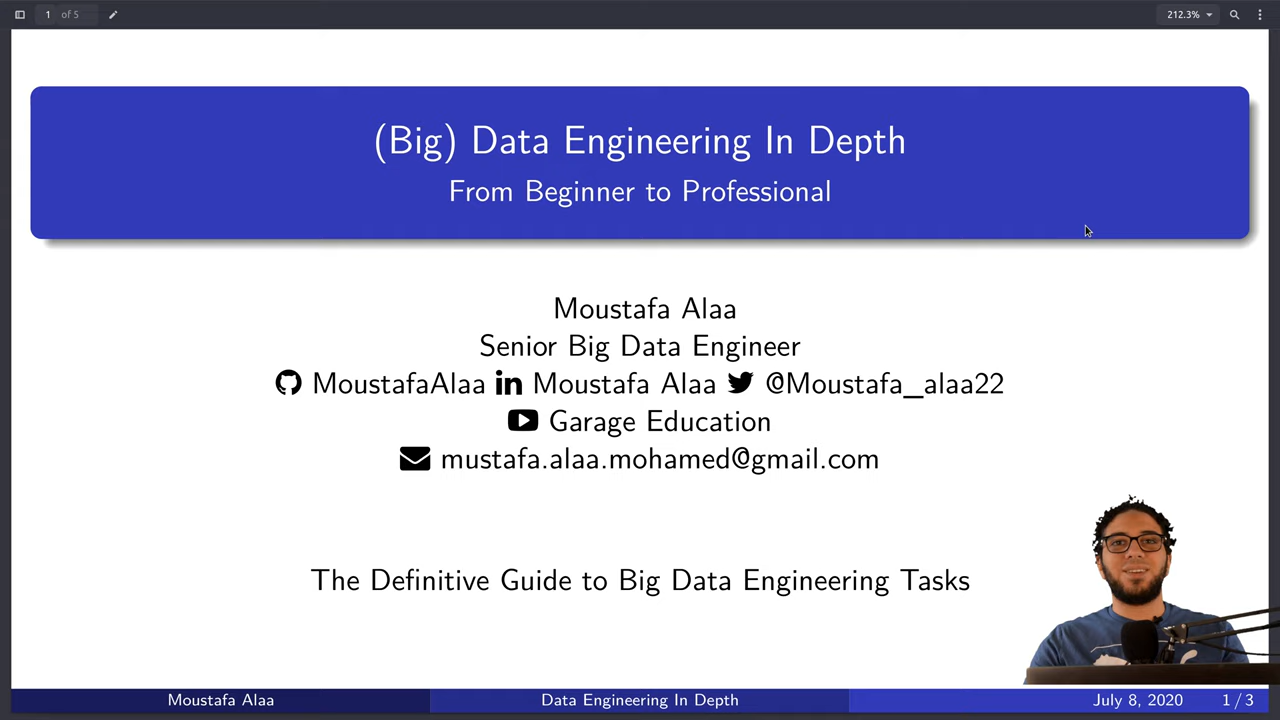 1 of 5
212.3%
(Big) Data Engineering In Depth
From Beginner to Professional
Moustafa Alaa
Senior Big Data Engineer
MoustafaAlaa in Moustafa Alaa @Moustafa_alaa22
Garage Education
mustafa.alaa.mohamed@gmail.com
The Definitive Guide to Big Data Engineering Tasks
Moustafa Alaa Data Engineering In Depth July 8, 2020 1 / 3